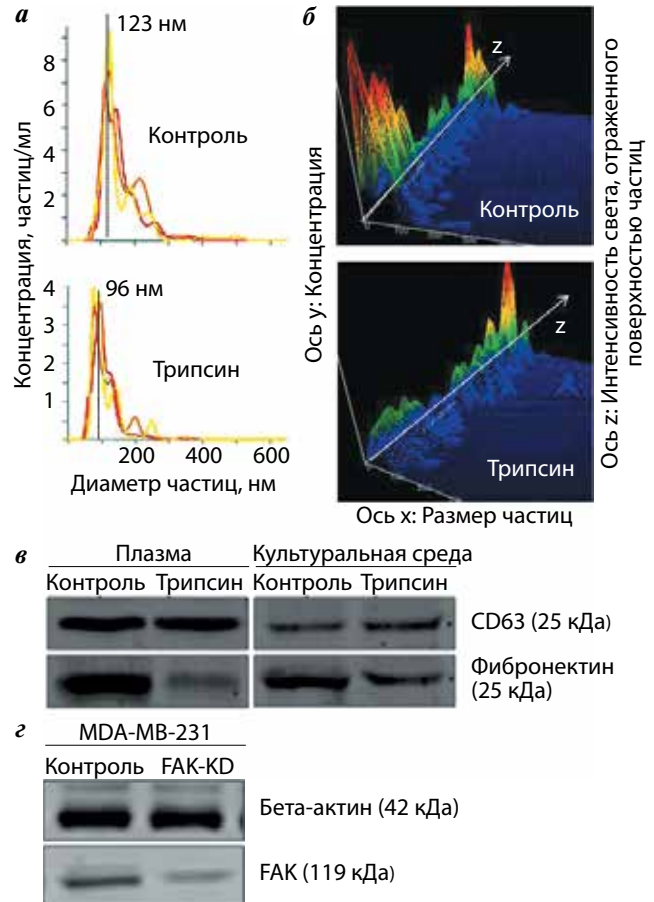 а
123 нм
8
6
4
2
Контроль
96 нм
4
3
2
1
Трипсин
200 400 600
Концентрация, частиц/мл
Диаметр частиц, нм
б
z
Контроль
z
Трипсин
Ось y: Концентрация
Ось x: Размер частиц
Ось z: Интенсивность света, отраженного
поверхностью частиц
в
Плазма Культуральная среда
Контроль Трипсин Контроль Трипсин
CD63 (25 кДа)
Фибронектин
(25 кДа)
г
MDA-MB-231
Контроль FAK-KD
Бета-актин (42 кДа)
FAK (119 кДа)